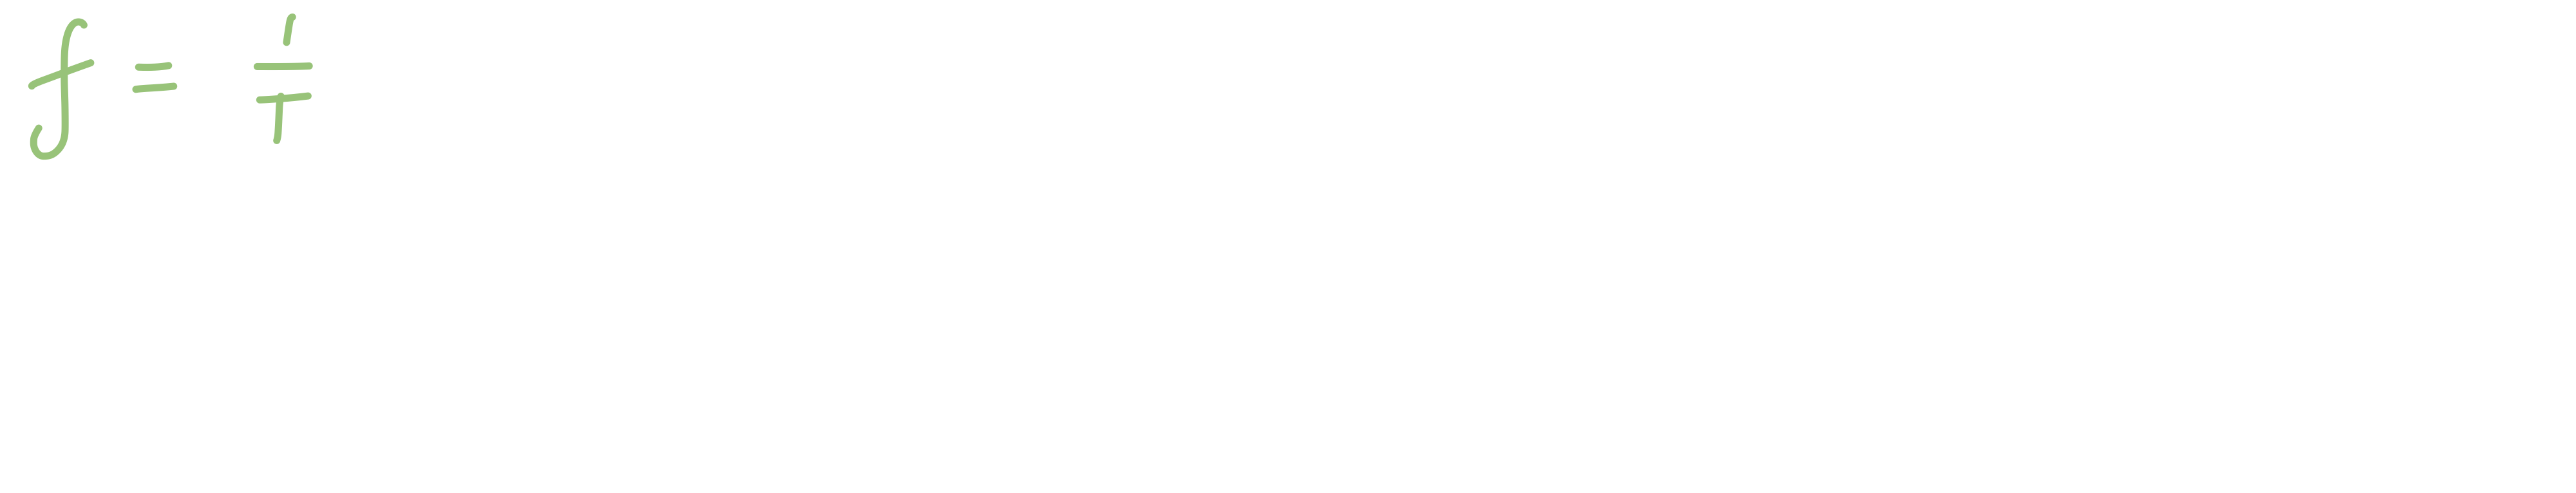 f = 1/T